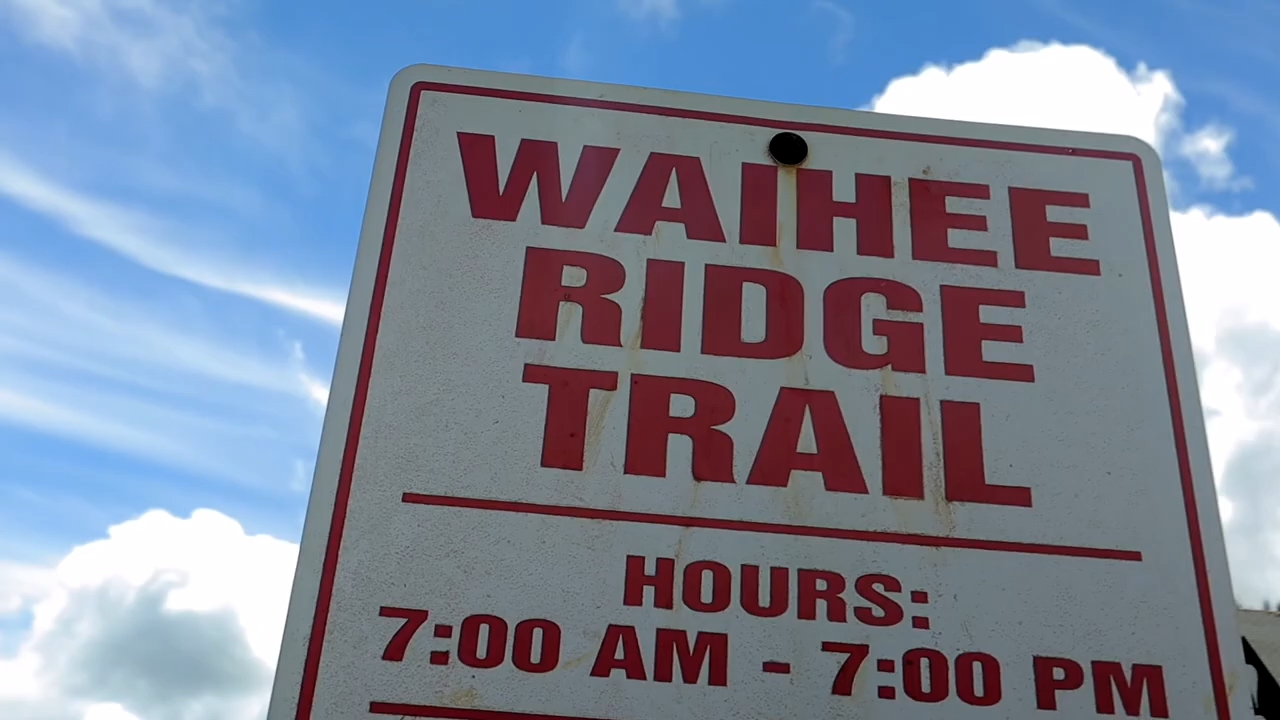 WAIHEE
RIDGE
TRAIL
HOURS:
7:00 AM - 7:00 PM